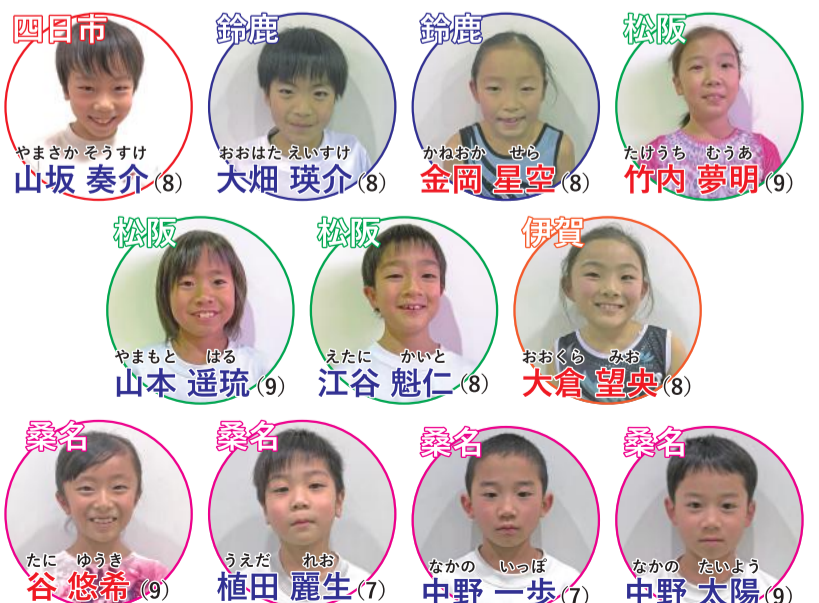 四日市
やまさか そうすけ
山坂 奏介(8)
鈴鹿
おおはた えいすけ
大畑 瑛介(8)
鈴鹿
かねおか せら
金岡 星空(8)
松阪
たけうち むうあ
竹内 夢明(9)
松阪
やまもと はる
山本 遥琉(9)
松阪
えたに かいと
江谷 魁仁(8)
伊賀
おおくら みお
大倉 望央(8)
桑名
たに ゆうき
谷 悠希(9)
桑名
うえだ れお
植田 麗生(7)
桑名
なかの いっぽ
中野 一歩(7)
桑名
なかの たいよう
中野 太陽(9)